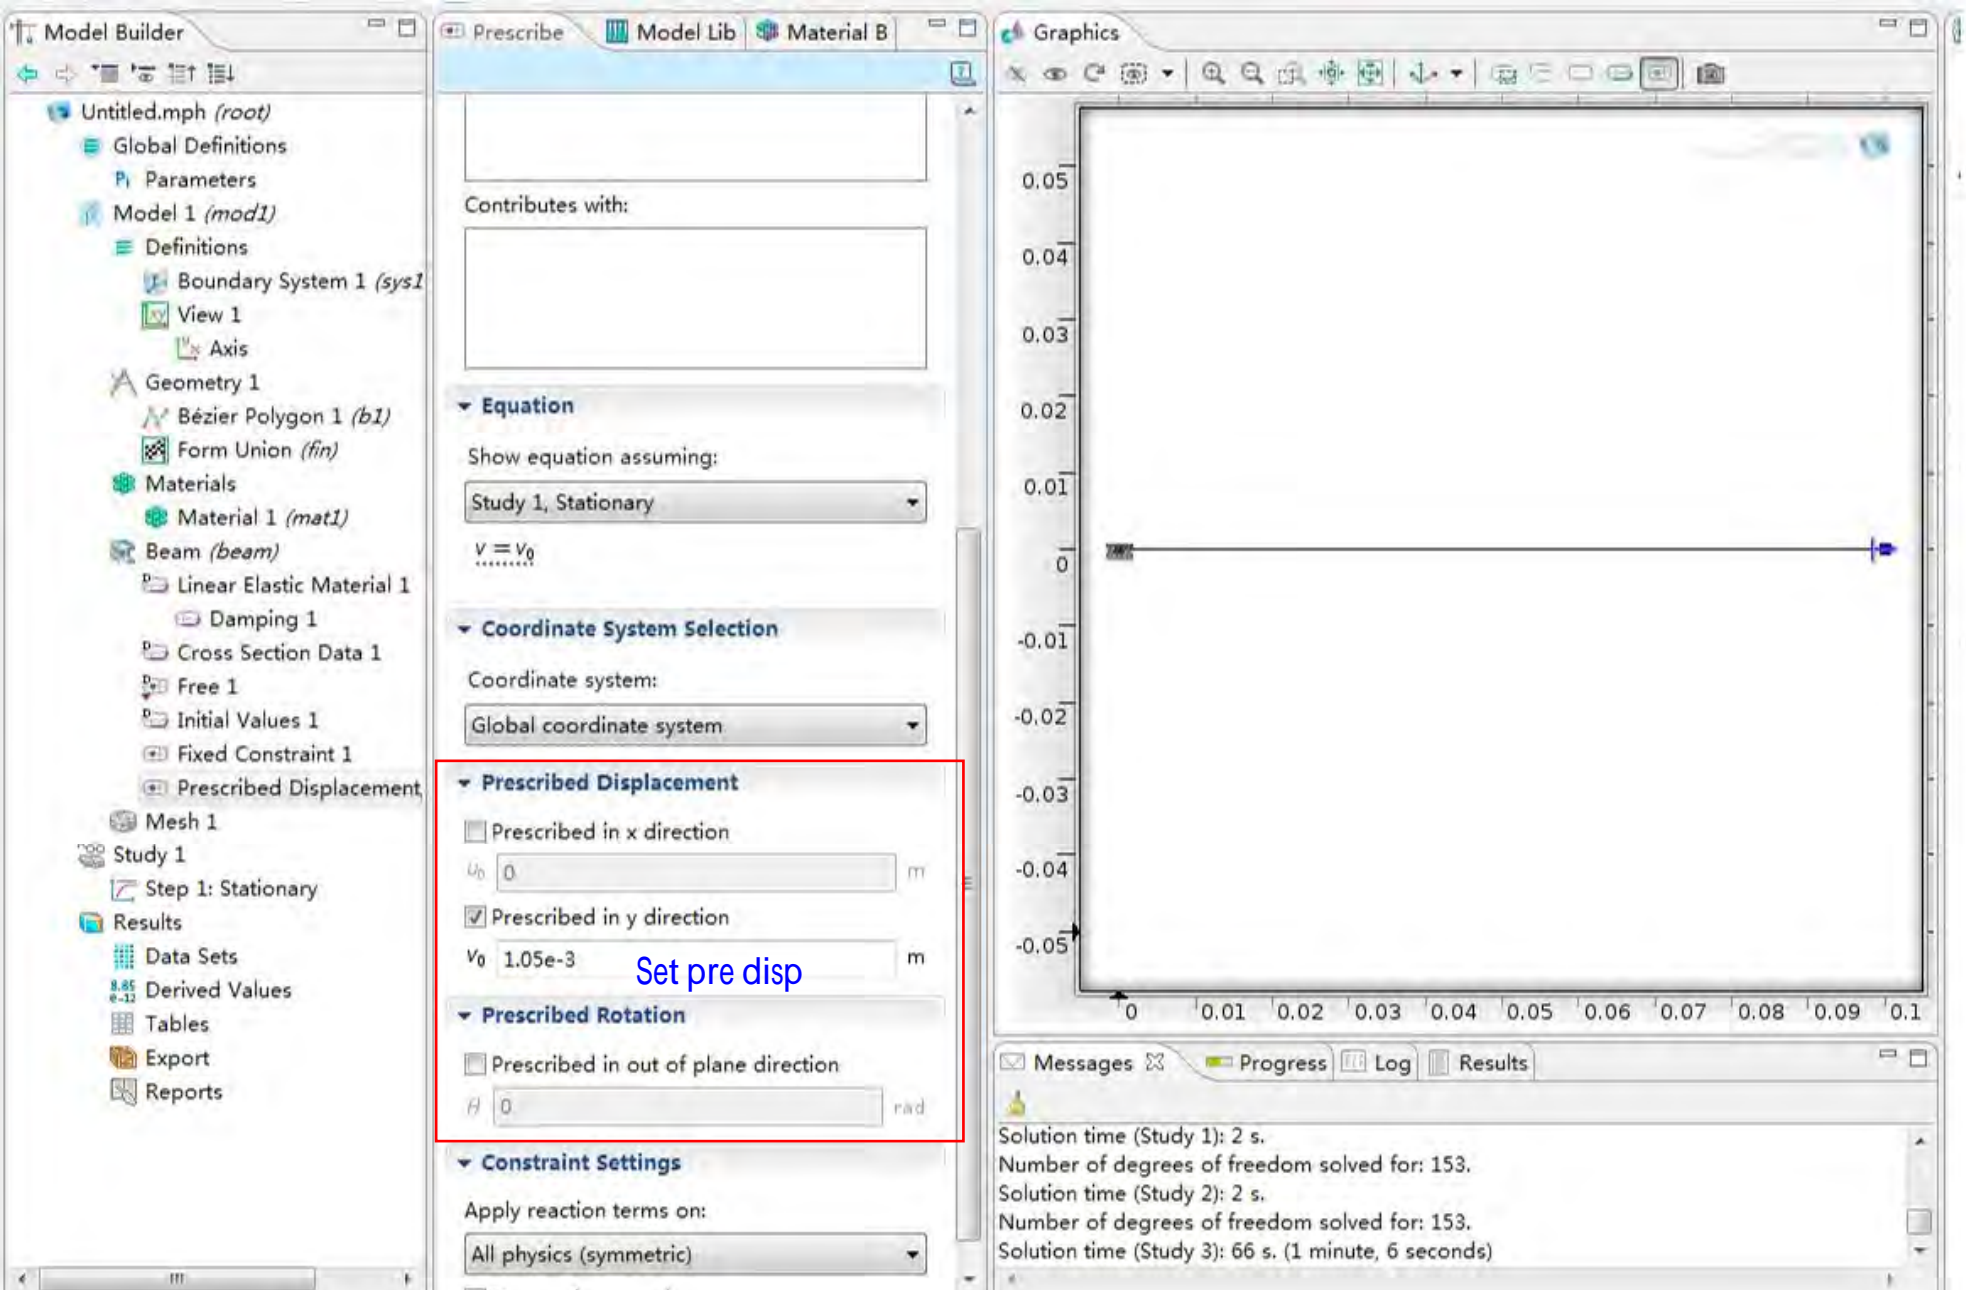 Model Builder
Untitled.mph (root)
Global Definitions
Pi Parameters
Model 1 (mod1)
Definitions
Boundary System 1 (sys1
View 1
Axis
Geometry 1
Bézier Polygon 1 (b1)
Form Union (fin)
Materials
Material 1 (mat1)
Beam (beam)
Linear Elastic Material 1
Damping 1
Cross Section Data 1
Free 1
Initial Values 1
Fixed Constraint 1
Prescribed Displacement
Mesh 1
Study 1
Step 1: Stationary
Results
Data Sets
8.85
e-12 Derived Values
Tables
Export
Reports
Prescribe Model Lib Material B
Contributes with:
Equation
Show equation assuming:
Study 1, Stationary
v = v0
Coordinate System Selection
Coordinate system:
Global coordinate system
Prescribed Displacement
Prescribed in x direction
u0 0 m
Prescribed in y direction
v0 1.05e-3 m
Set pre disp
Prescribed Rotation
Prescribed in out of plane direction
θ 0 rad
Constraint Settings
Apply reaction terms on:
All physics (symmetric)
Graphics
0.05
0.04
0.03
0.02
0.01
0
-0.01
-0.02
-0.03
-0.04
-0.05
0 0.01 0.02 0.03 0.04 0.05 0.06 0.07 0.08 0.09 0.1
Messages Progress Log Results
Solution time (Study 1): 2 s.
Number of degrees of freedom solved for: 153.
Solution time (Study 2): 2 s.
Number of degrees of freedom solved for: 153.
Solution time (Study 3): 66 s. (1 minute, 6 seconds)